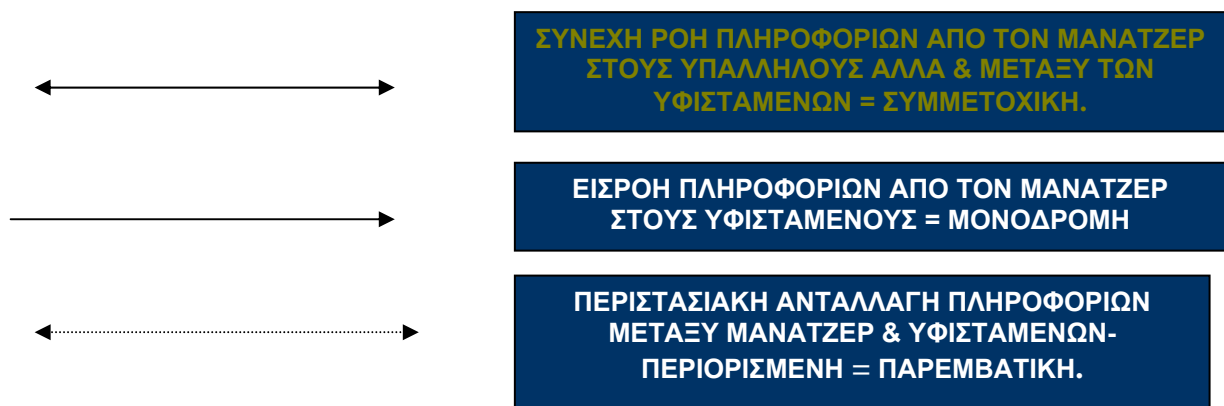 ΣΥΝΕΧΗ ΡΟΗ ΠΛΗΡΟΦΟΡΙΩΝ ΑΠΟ ΤΟΝ ΜΑΝΑΤΖΕΡ
ΣΤΟΥΣ ΥΠΑΛΛΗΛΟΥΣ ΑΛΛΑ & ΜΕΤΑΞΥ ΤΩΝ
ΥΦΙΣΤΑΜΕΝΩΝ = ΣΥΜΜΕΤΟΧΙΚΗ.
ΕΙΣΡΟΗ ΠΛΗΡΟΦΟΡΙΩΝ ΑΠΟ ΤΟΝ ΜΑΝΑΤΖΕΡ
ΣΤΟΥΣ ΥΦΙΣΤΑΜΕΝΟΥΣ = ΜΟΝΟΔΡΟΜΗ
ΠΕΡΙΣΤΑΣΙΑΚΗ ΑΝΤΑΛΛΑΓΗ ΠΛΗΡΟΦΟΡΙΩΝ
ΜΕΤΑΞΥ ΜΑΝΑΤΖΕΡ & ΥΦΙΣΤΑΜΕΝΩΝ-
ΠΕΡΙΟΡΙΣΜΕΝΗ = ΠΑΡΕΜΒΑΤΙΚΗ.